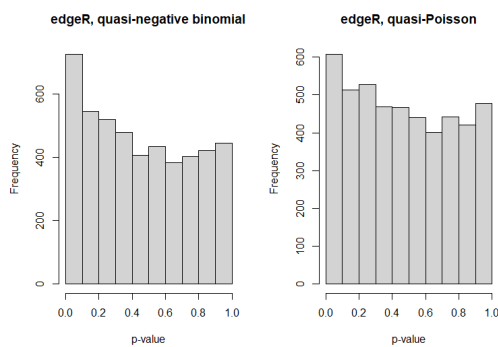 edgeR, quasi-negative binomial
Frequency
0
200
400
600
0.0 0.2 0.4 0.6 0.8 1.0
p-value
edgeR, quasi-Poisson
Frequency
0
100
200
300
400
500
600
0.0 0.2 0.4 0.6 0.8 1.0
p-value